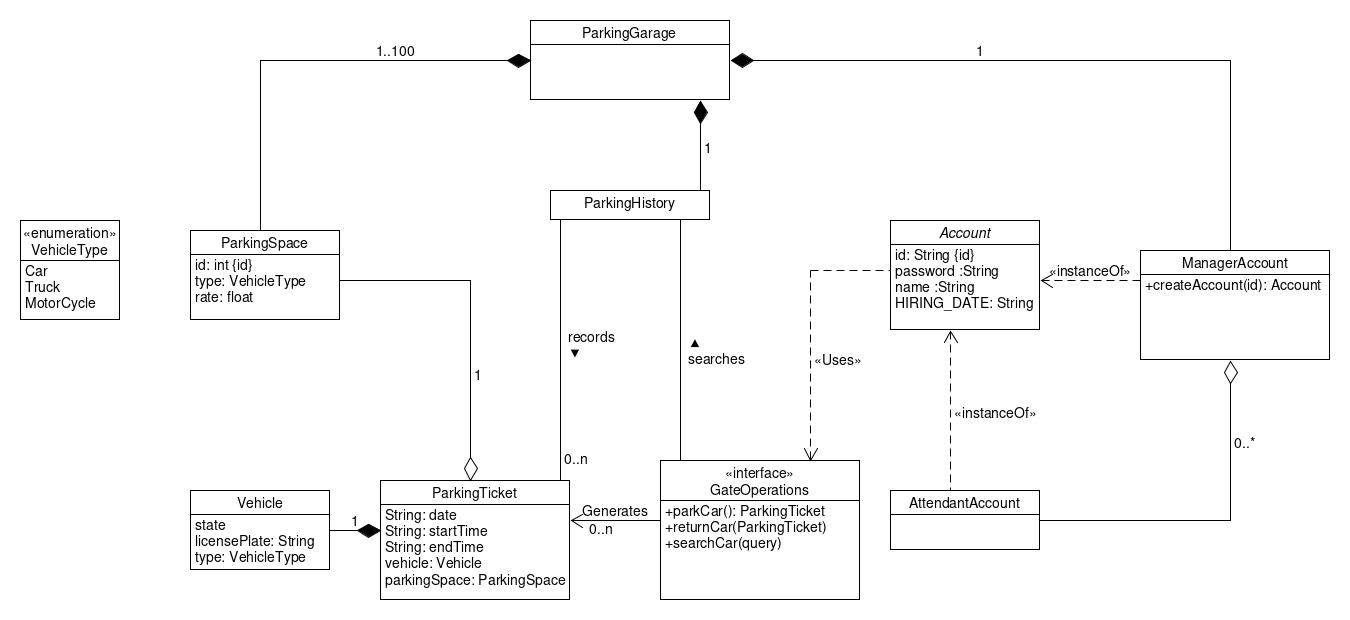 ParkingGarage
1..100
1
1
ParkingHistory
«enumeration»
VehicleType
Car
Truck
MotorCycle
ParkingSpace
id: int {id}
type: VehicleType
rate: float
Account
id: String {id}
password :String
name :String
HIRING_DATE: String
«instanceOf»
ManagerAccount
+createAccount(id): Account
records
▼
▲
searches
«Uses»
1
«instanceOf»
0..*
0..n
Vehicle
state
licensePlate: String
type: VehicleType
1
ParkingTicket
String: date
String: startTime
String: endTime
vehicle: Vehicle
parkingSpace: ParkingSpace
Generates
0..n
«interface»
GateOperations
+parkCar(): ParkingTicket
+returnCar(ParkingTicket)
+searchCar(query)
AttendantAccount